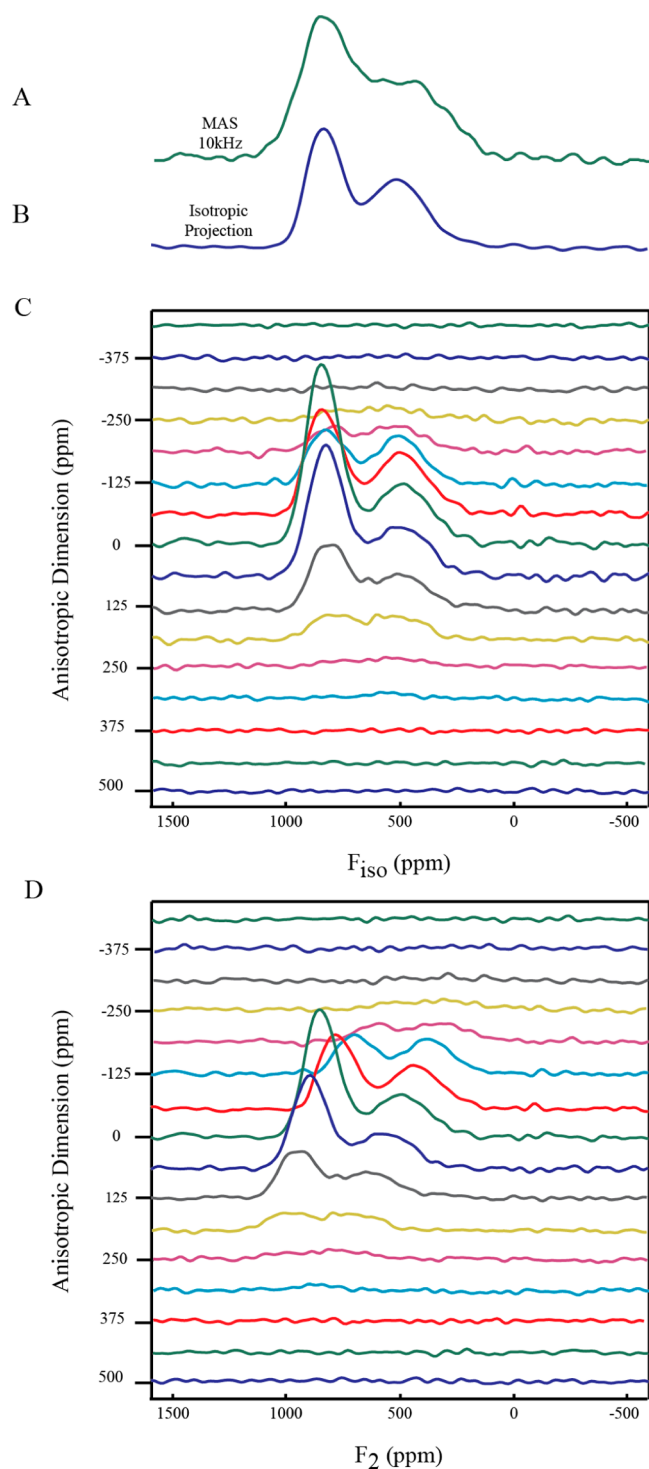 A
MAS
10kHz
B
Isotropic
Projection
C
Anisotropic Dimension (ppm)
-375
-250
-125
0
125
250
375
500
1500
1000
500
0
-500
Fiso (ppm)
D
Anisotropic Dimension (ppm)
-375
-250
-125
0
125
250
375
500
1500
1000
500
0
-500
F2 (ppm)